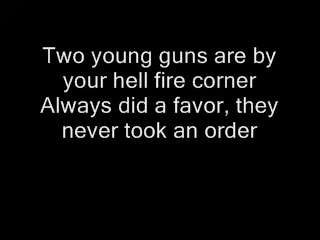 Two young guns are by
your hell fire corner
Always did a favor, they
never took an order